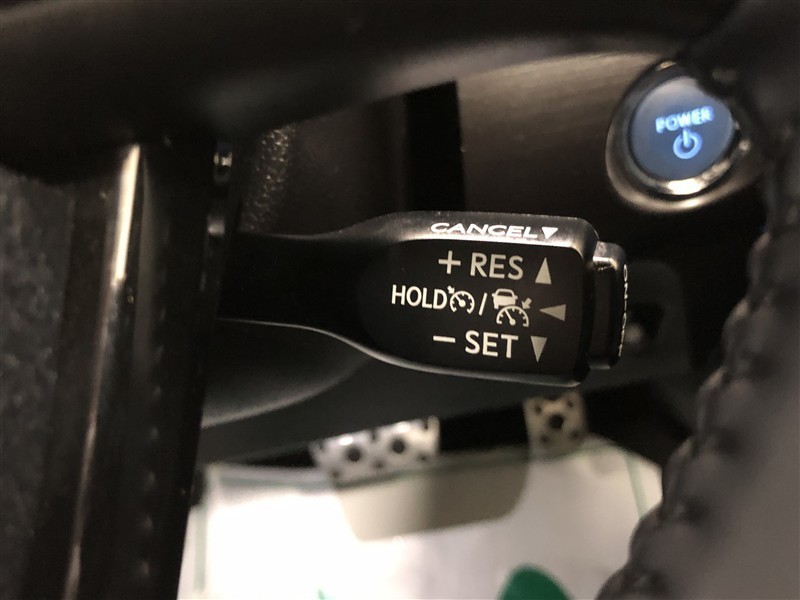 POWER
CANCEL
+ RES
HOLD /
− SET